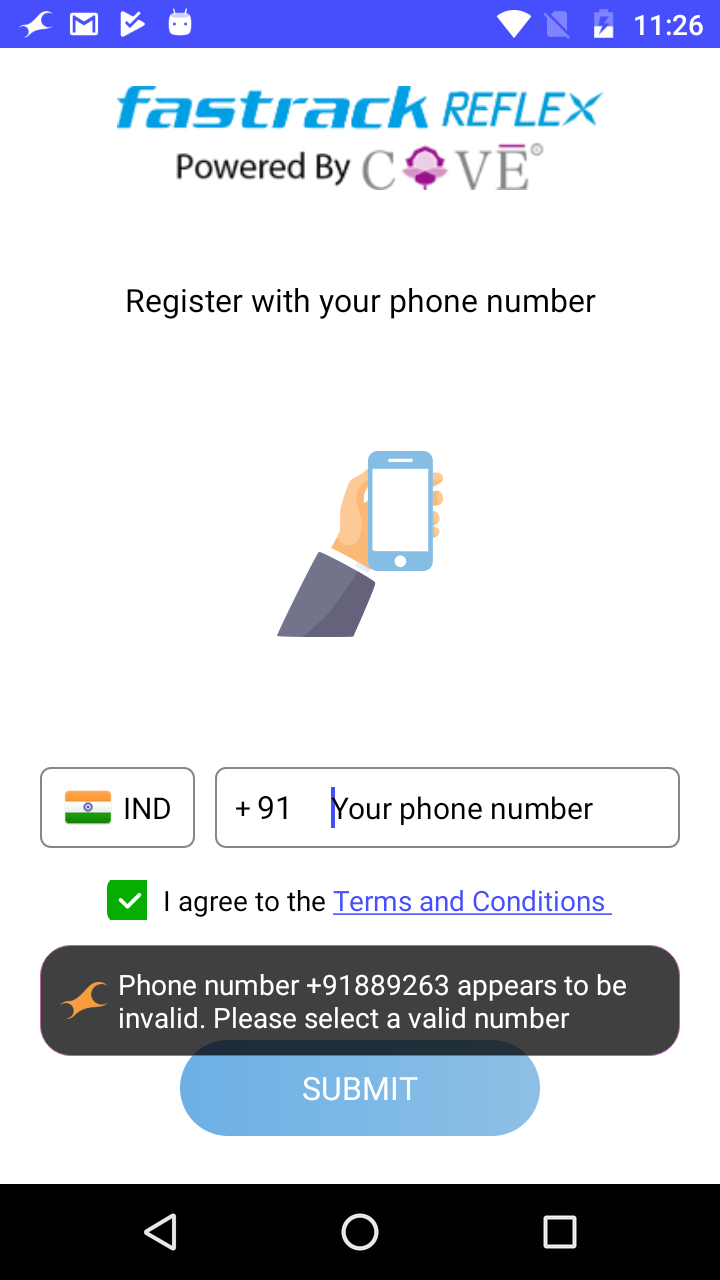 11:26
fastrack REFLEX
Powered By COVE®
Register with your phone number
IND
+ 91 Your phone number
I agree to the Terms and Conditions
Phone number +91889263 appears to be
invalid. Please select a valid number
SUBMIT